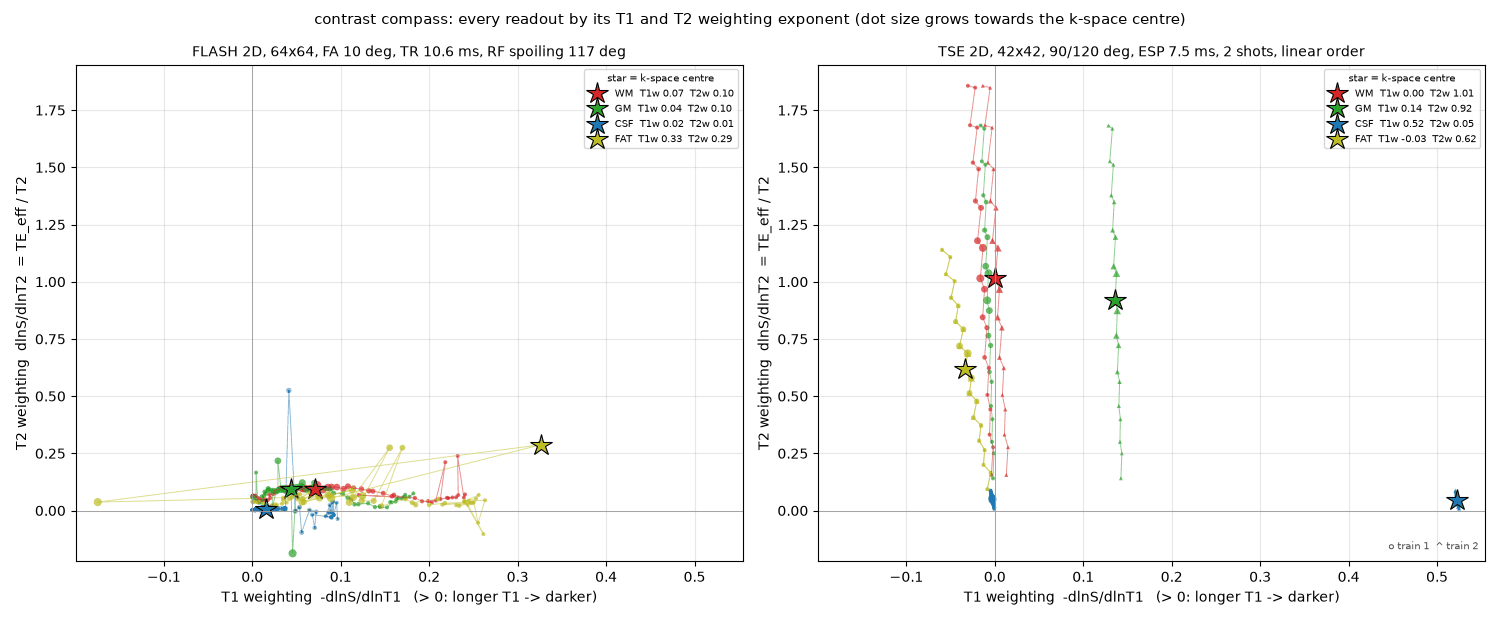 contrast compass: every readout by its T1 and T2 weighting exponent (dot size grows towards the k-space centre)
FLASH 2D, 64x64, FA 10 deg, TR 10.6 ms, RF spoiling 117 deg
T2 weighting  dlnS/dlnT2  = TE_eff / T2
1.75
1.50
1.25
1.00
0.75
0.50
0.25
0.00
star = k-space centre
WM  T1w 0.07  T2w 0.10
GM  T1w 0.04  T2w 0.10
CSF  T1w 0.02  T2w 0.01
FAT  T1w 0.33  T2w 0.29
−0.1
0.0
0.1
0.2
0.3
0.4
0.5
T1 weighting  -dlnS/dlnT1   (> 0: longer T1 -> darker)
TSE 2D, 42x42, 90/120 deg, ESP 7.5 ms, 2 shots, linear order
T2 weighting  dlnS/dlnT2  = TE_eff / T2
1.75
1.50
1.25
1.00
0.75
0.50
0.25
0.00
star = k-space centre
WM  T1w 0.00  T2w 1.01
GM  T1w 0.14  T2w 0.92
CSF  T1w 0.52  T2w 0.05
FAT  T1w -0.03  T2w 0.62
o train 1  ^ train 2
−0.1
0.0
0.1
0.2
0.3
0.4
0.5
T1 weighting  -dlnS/dlnT1   (> 0: longer T1 -> darker)